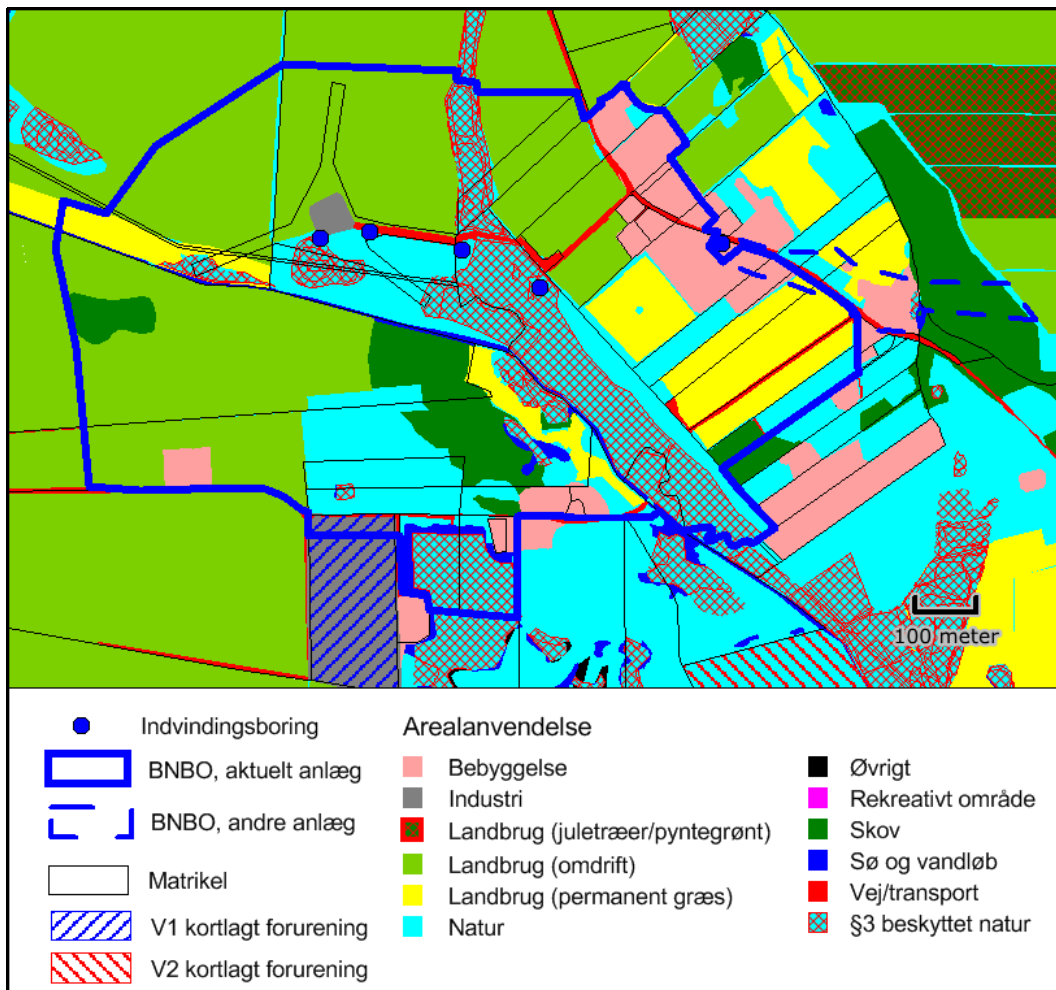 100 meter
Indvindingsboring
BNBO, aktuelt anlæg
BNBO, andre anlæg
Matrikel
V1 kortlagt forurening
V2 kortlagt forurening
Arealanvendelse
Bebyggelse
Industri
Landbrug (juletræer/pyntegrønt)
Landbrug (omdrift)
Landbrug (permanent græs)
Natur
Øvrigt
Rekreativt område
Skov
Sø og vandløb
Vej/transport
§3 beskyttet natur